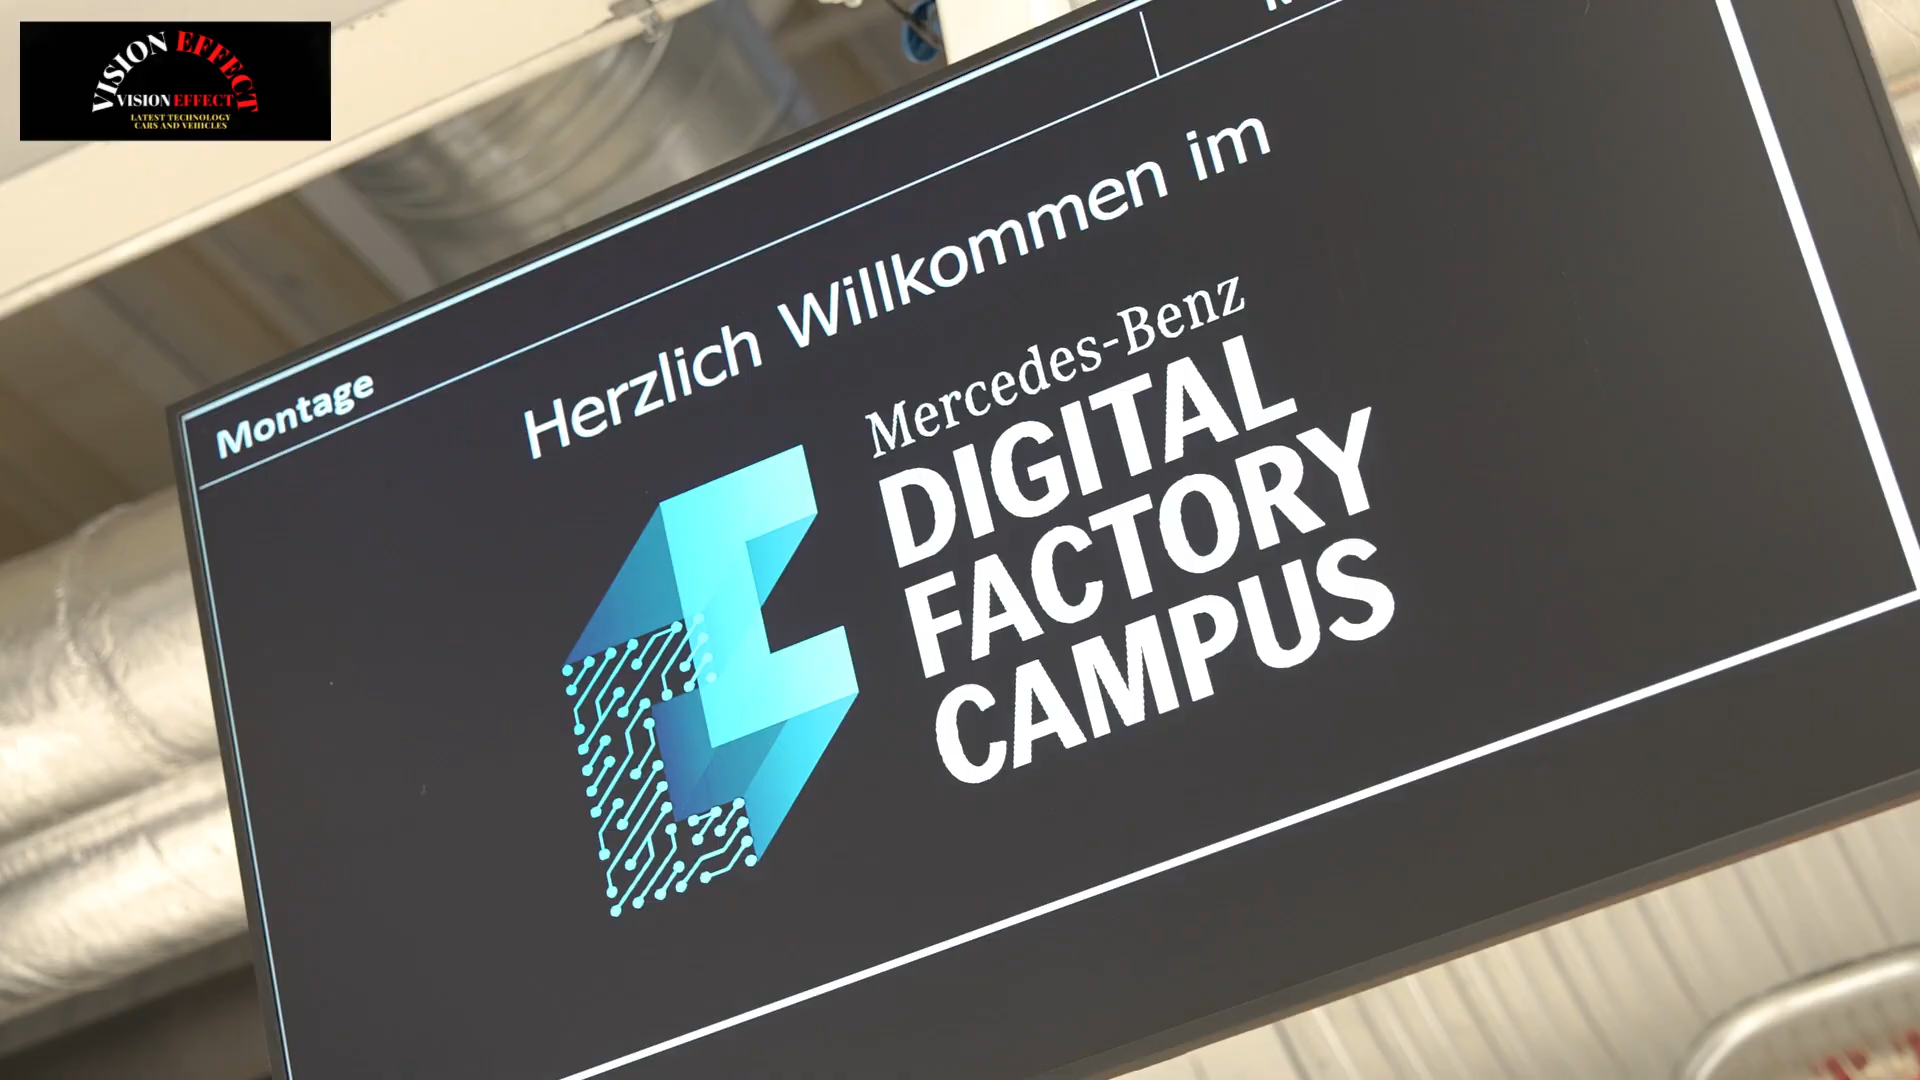 VISION EFFECT
VISION EFFECT
LATEST TECHNOLOGY
CARS AND VEHICLES
Montage
Herzlich Willkommen im
Mercedes-Benz
DIGITAL
FACTORY
CAMPUS